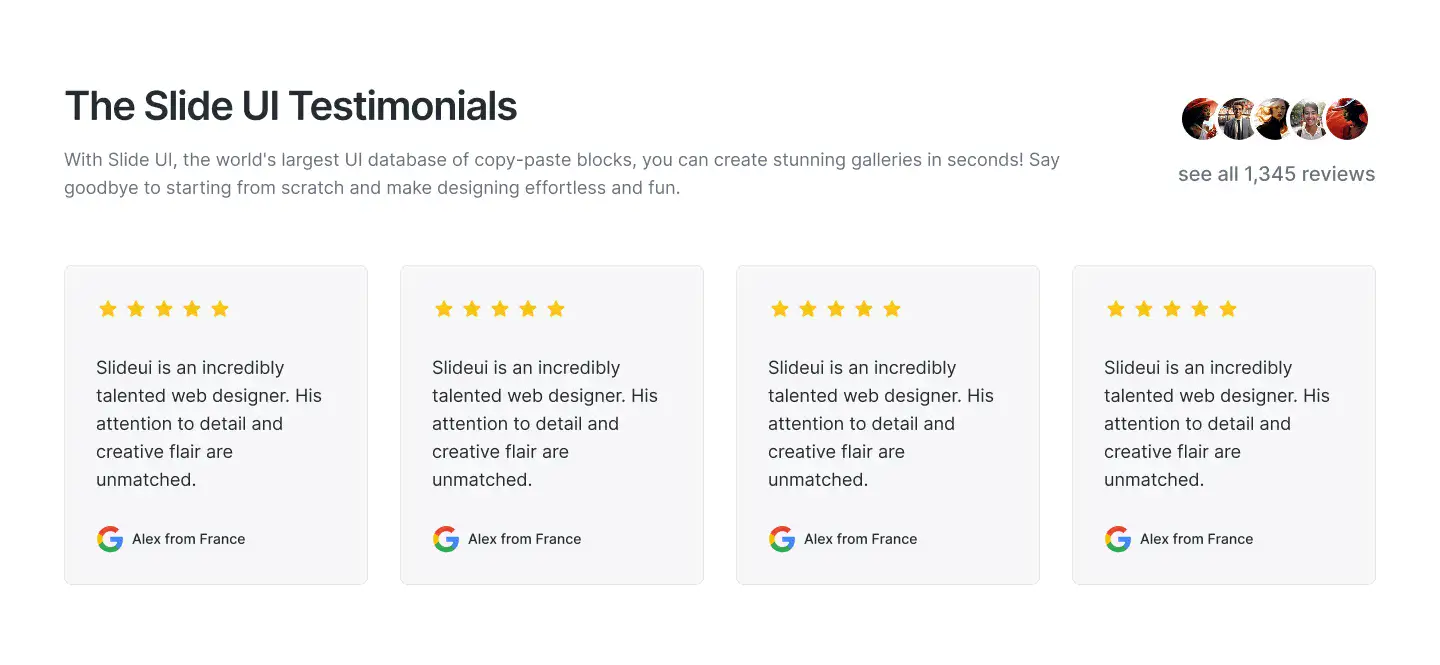 The Slide UI Testimonials
With Slide UI, the world's largest UI database of copy-paste blocks, you can create stunning galleries in seconds! Say
goodbye to starting from scratch and make designing effortless and fun.
see all 1,345 reviews
Slideui is an incredibly
talented web designer. His
attention to detail and
creative flair are
unmatched.
Alex from France
Slideui is an incredibly
talented web designer. His
attention to detail and
creative flair are
unmatched.
Alex from France
Slideui is an incredibly
talented web designer. His
attention to detail and
creative flair are
unmatched.
Alex from France
Slideui is an incredibly
talented web designer. His
attention to detail and
creative flair are
unmatched.
Alex from France